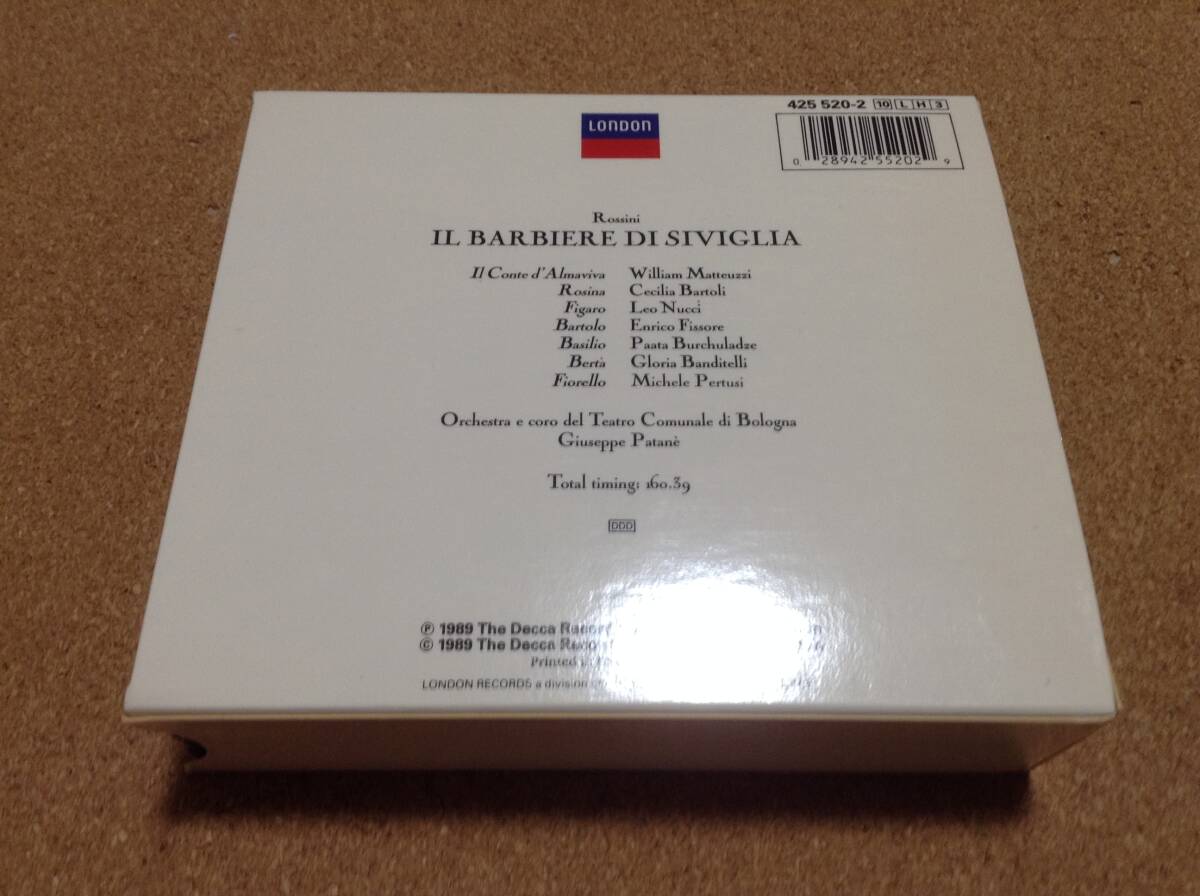 425 520-2 10 L H 3
LONDON
0 28942 55202 9
Rossini
IL BARBIERE DI SIVIGLIA
Il Conte d'Almaviva William Matteuzzi
Rosina Cecilia Bartoli
Figaro Leo Nucci
Bartolo Enrico Fissore
Basilio Paata Burchuladze
Berta Gloria Banditelli
Fiorello Michele Pertusi
Orchestra e coro del Teatro Comunale di Bologna
Giuseppe Patanè
Total timing: 160.39
DDD
℗ 1989 The Decca
© 1989 The Decca
Printed
LONDON RECORDS a division